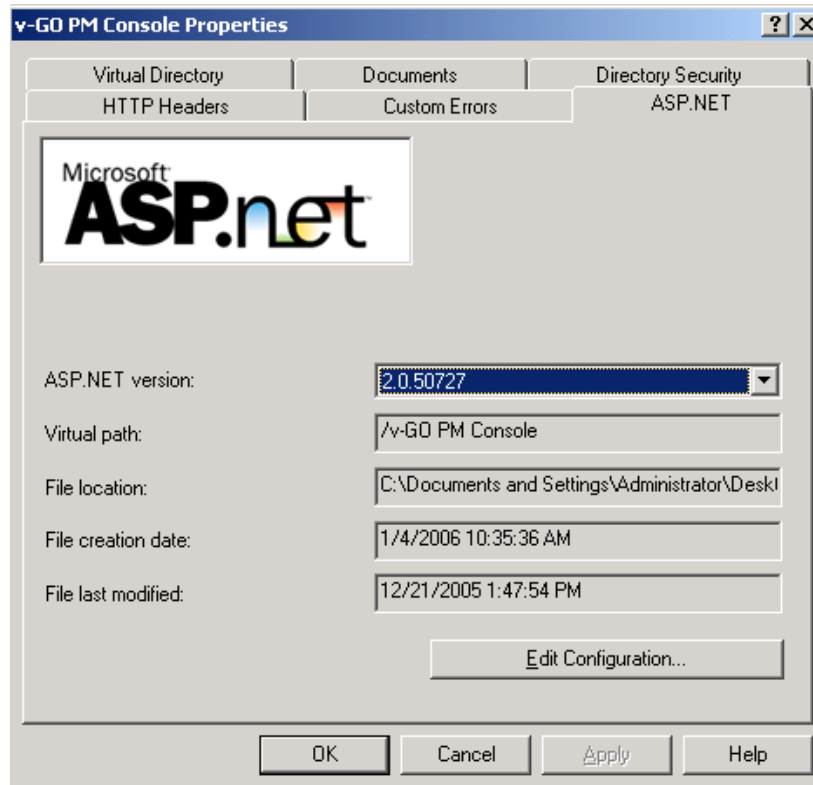 v-GO PM Console Properties
Virtual Directory Documents Directory Security
HTTP Headers Custom Errors ASP.NET
Microsoft
ASP.net
ASP.NET version: 2.0.50727
Virtual path: /v-GO PM Console
File location: C:\Documents and Settings\Administrator\Deskt
File creation date: 1/4/2006 10:35:36 AM
File last modified: 12/21/2005 1:47:54 PM
Edit Configuration...
OK Cancel Apply Help